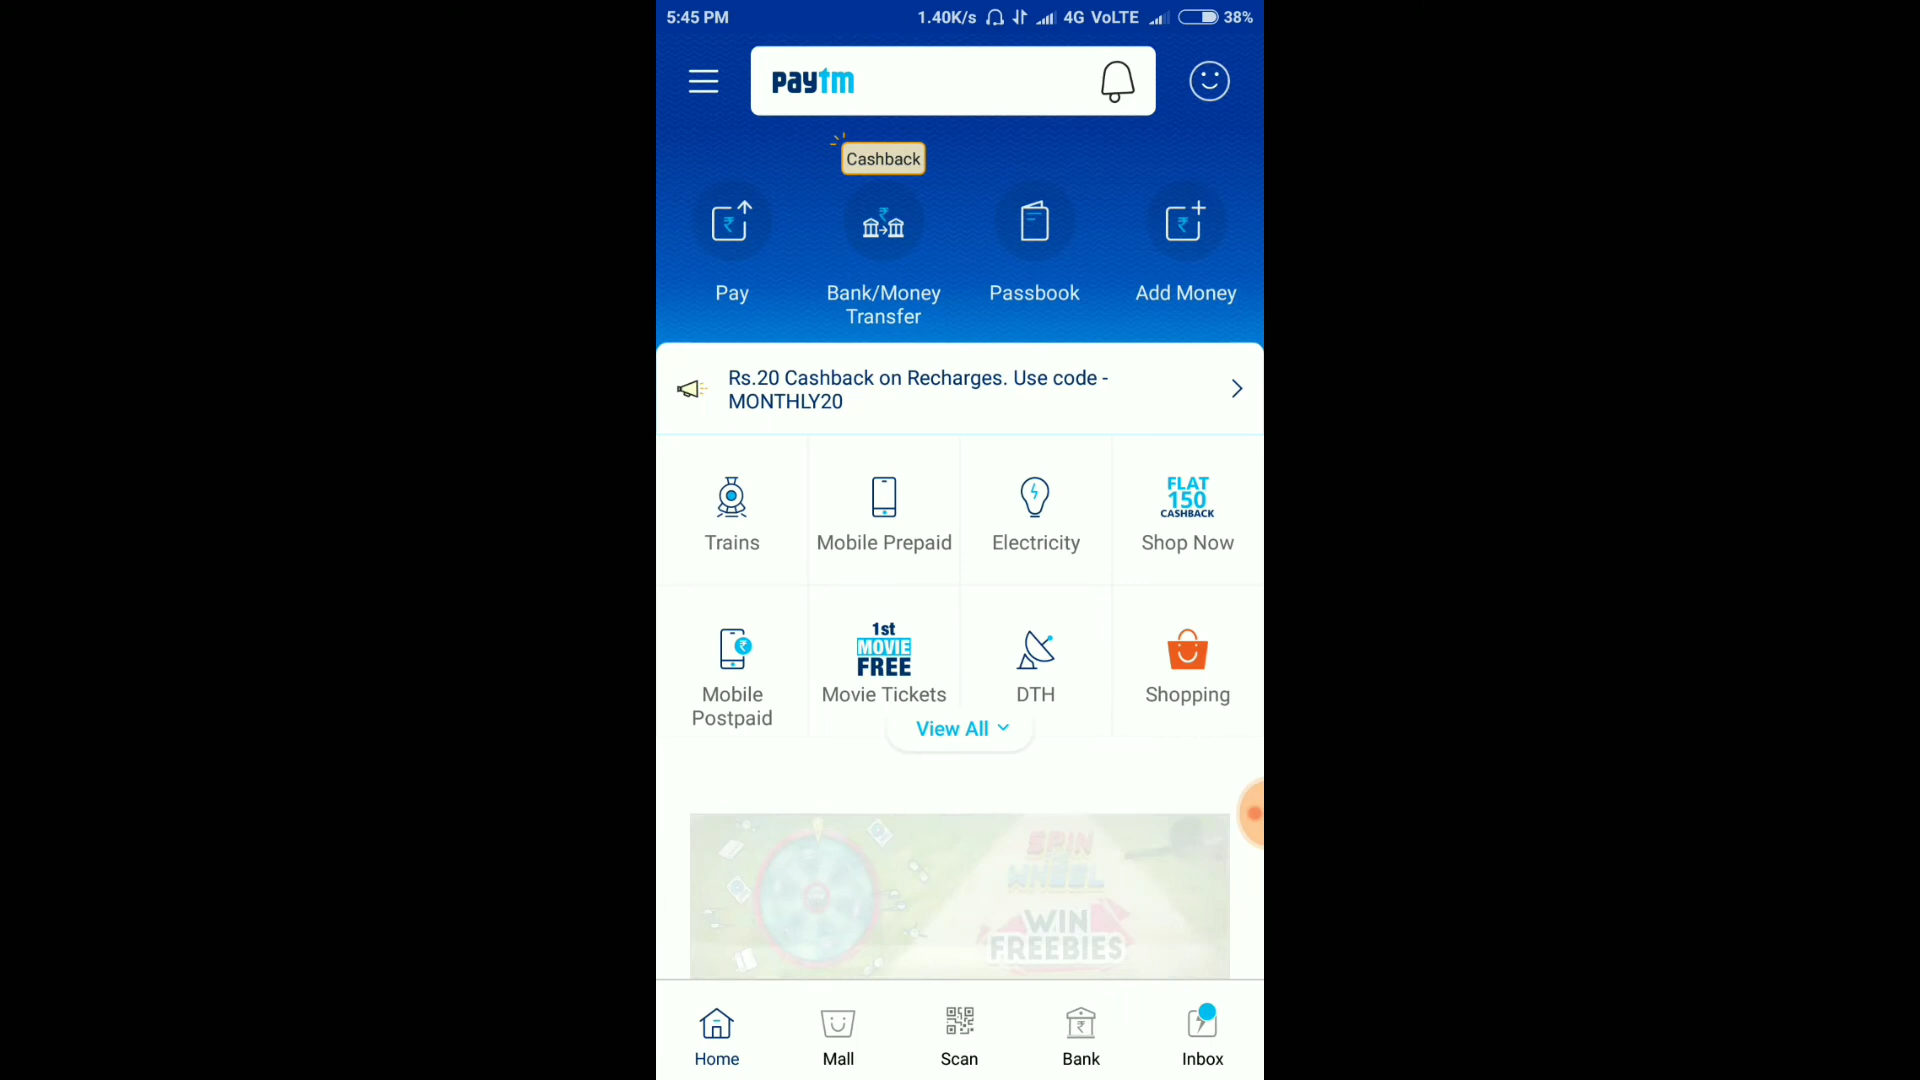 5:45 PM
1.40K/s 4G VoLTE 38%
paytm
Cashback
Pay
Bank/Money
Transfer
Passbook
Add Money
Rs.20 Cashback on Recharges. Use code -
MONTHLY20
Trains
Mobile Prepaid
Electricity
FLAT
150
CASHBACK
Shop Now
Mobile
Postpaid
1st
MOVIE
FREE
Movie Tickets
DTH
Shopping
View All
SPIN
WHEEL
WIN
FREEBIES
Home
Mall
Scan
Bank
Inbox